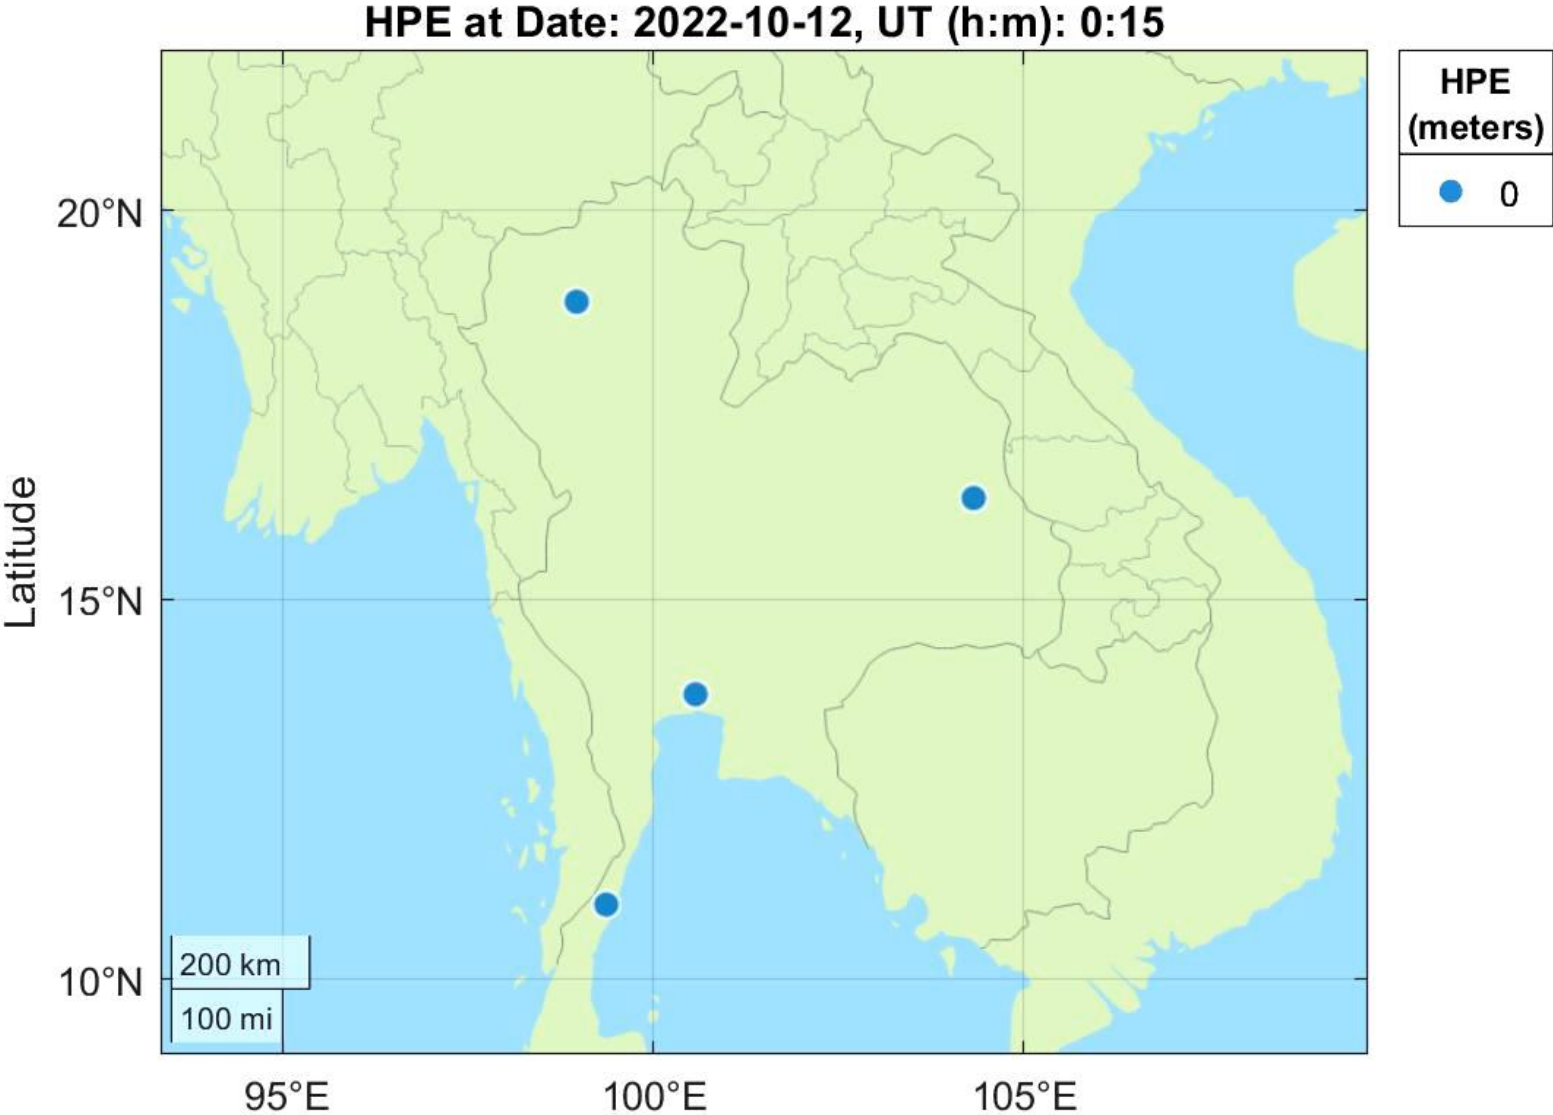 HPE at Date: 2022-10-12, UT (h:m): 0:15
HPE
(meters)
0
20°N
15°N
10°N
Latitude
200 km
100 mi
95°E
100°E
105°E